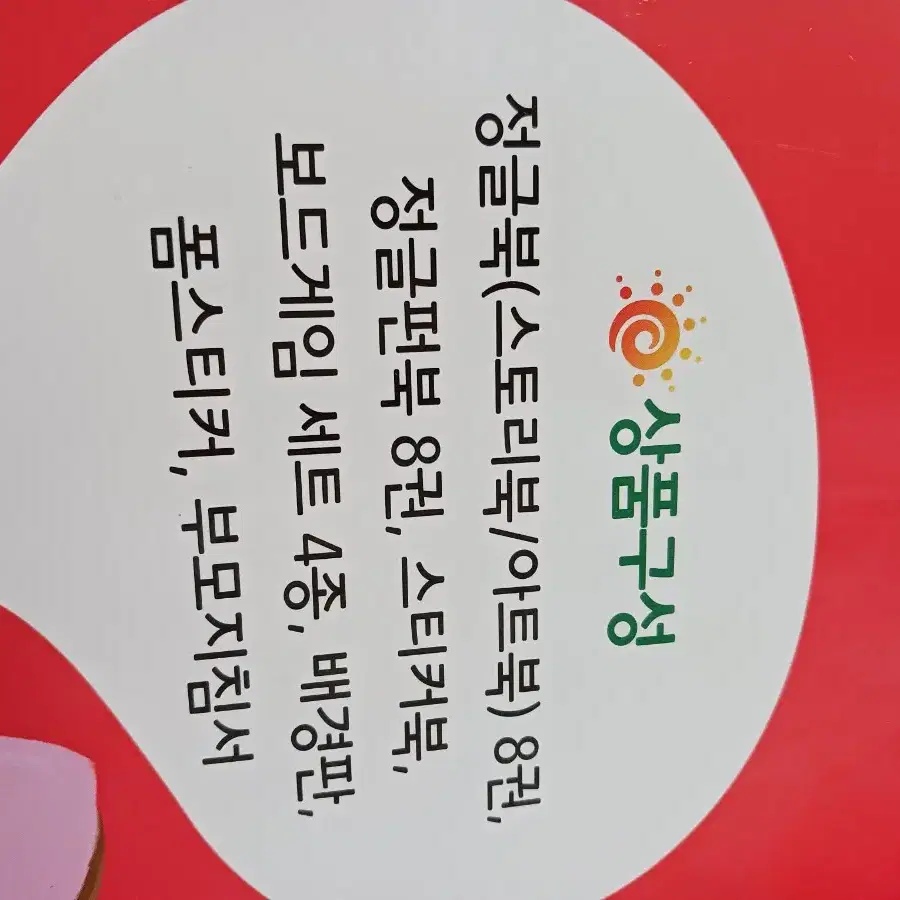 상품구성
정글북(스토리북/아트북) 8권,
정글펀북 8권, 스티커북,
보드게임 세트 4종, 배경판,
폼스티커, 부모지침서